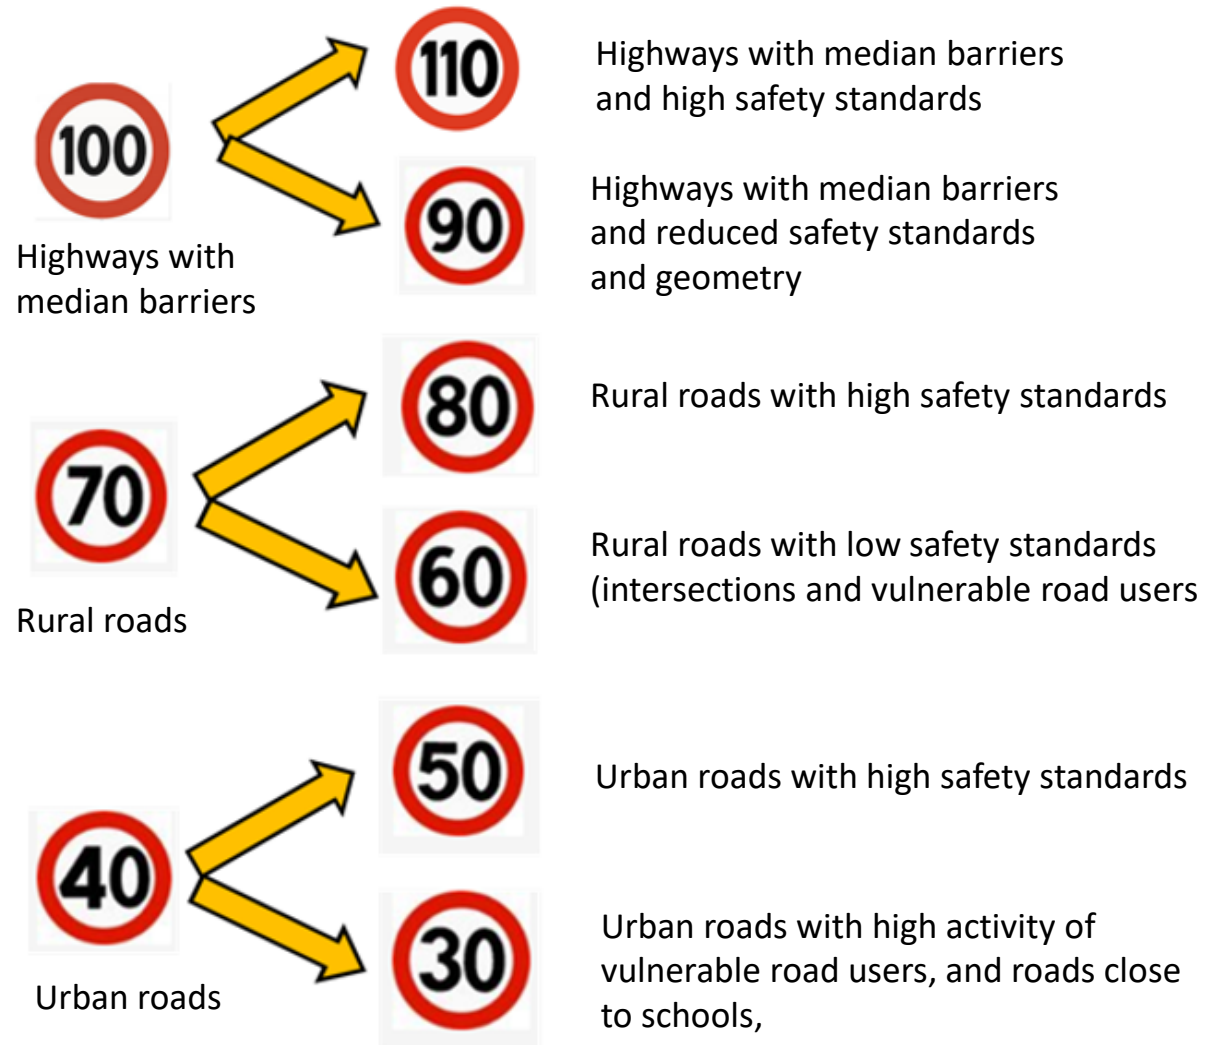 110
Highways with median barriers
and high safety standards
100
90
Highways with median barriers
and reduced safety standards
and geometry
Highways with
median barriers
80
Rural roads with high safety standards
70
60
Rural roads with low safety standards
(intersections and vulnerable road users
Rural roads
50
Urban roads with high safety standards
40
30
Urban roads with high activity of
vulnerable road users, and roads close
to schools,
Urban roads